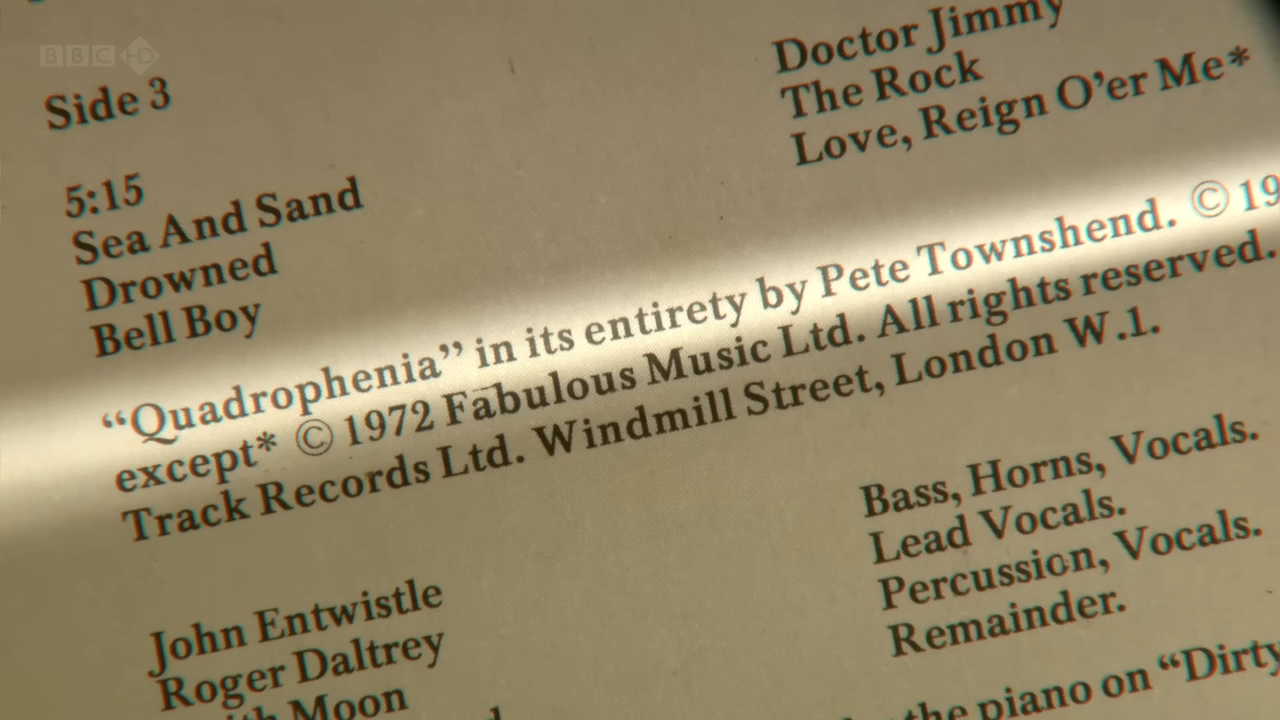 BBC HD
Side 3
5:15
Sea And Sand
Drowned
Bell Boy
Doctor Jimmy
The Rock
Love, Reign O’er Me*
“Quadrophenia” in its entirety by Pete Townshend. © 19
except* © 1972 Fabulous Music Ltd. All rights reserved.
Track Records Ltd. Windmill Street, London W.1.
John Entwistle
Roger Daltrey
Moon
Bass, Horns, Vocals.
Lead Vocals.
Percussion, Vocals.
Remainder.
the piano on “Dirty